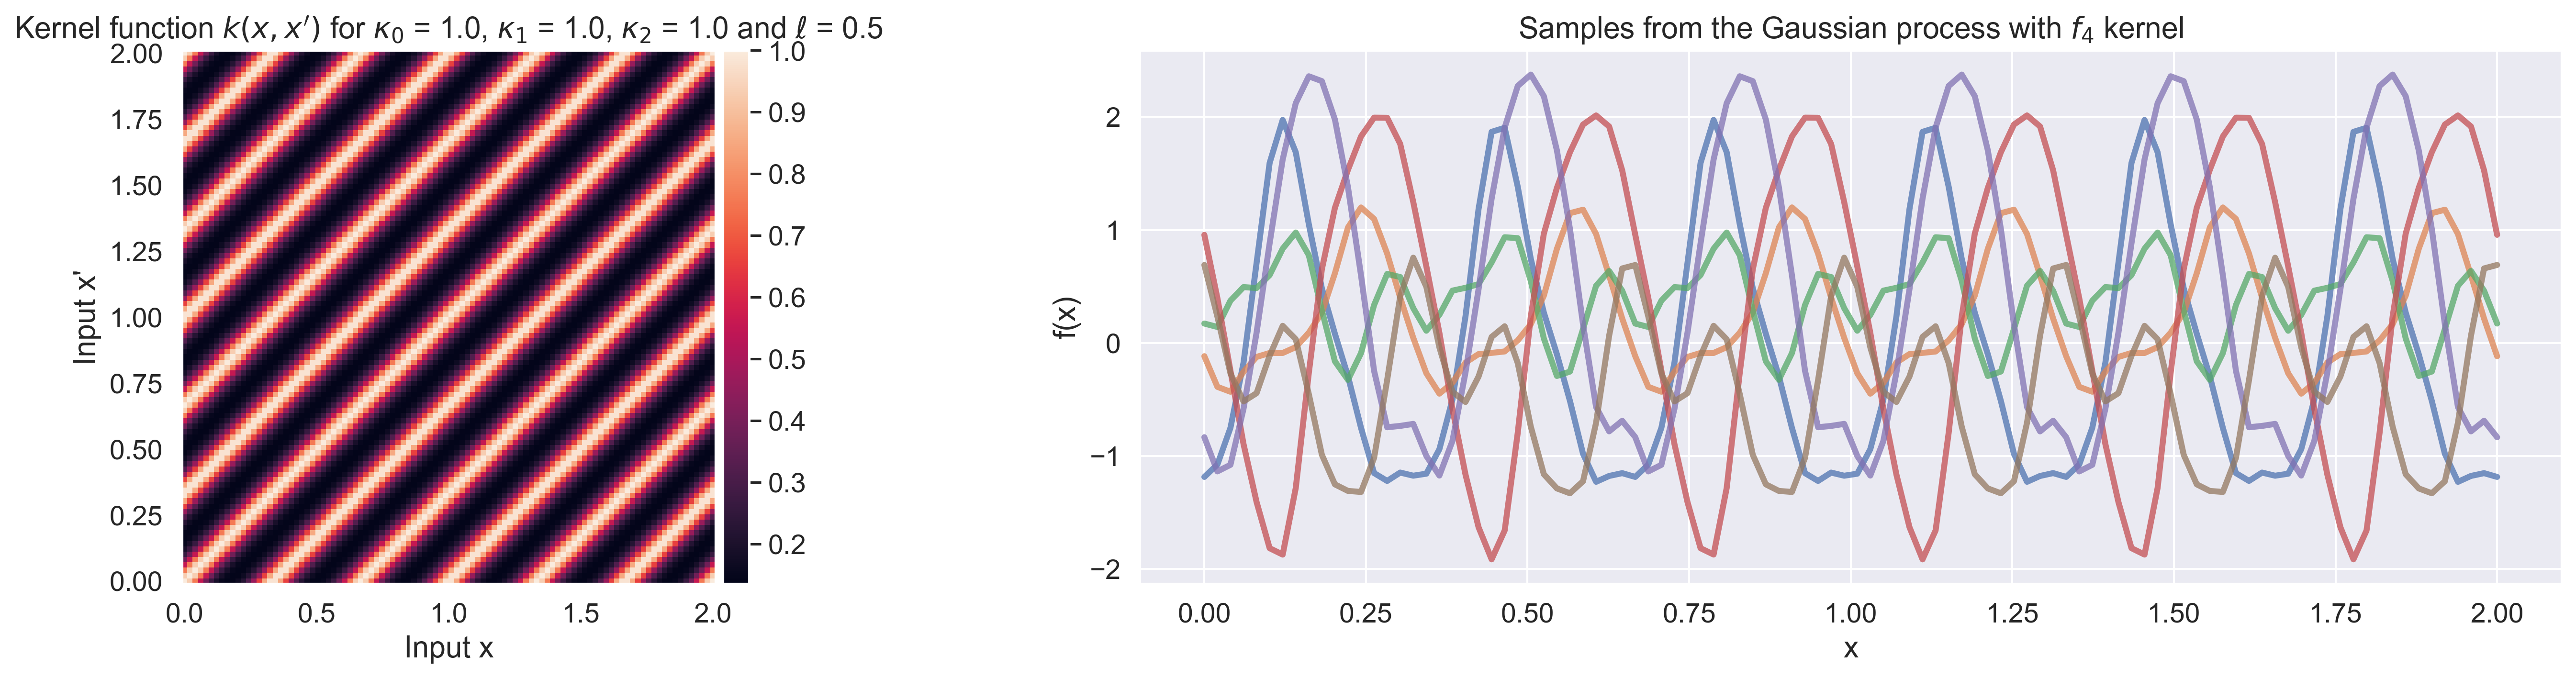 Kernel function k(x, x′) for κ₀ = 1.0, κ₁ = 1.0, κ₂ = 1.0 and ℓ = 0.5
2.00
1.75
1.50
1.25
1.00
0.75
0.50
0.25
0.00
Input x'
0.0 0.5 1.0 1.5 2.0
Input x
1.0
0.9
0.8
0.7
0.6
0.5
0.4
0.3
0.2
Samples from the Gaussian process with f₄ kernel
2
1
0
−1
−2
f(x)
0.00 0.25 0.50 0.75 1.00 1.25 1.50 1.75 2.00
x